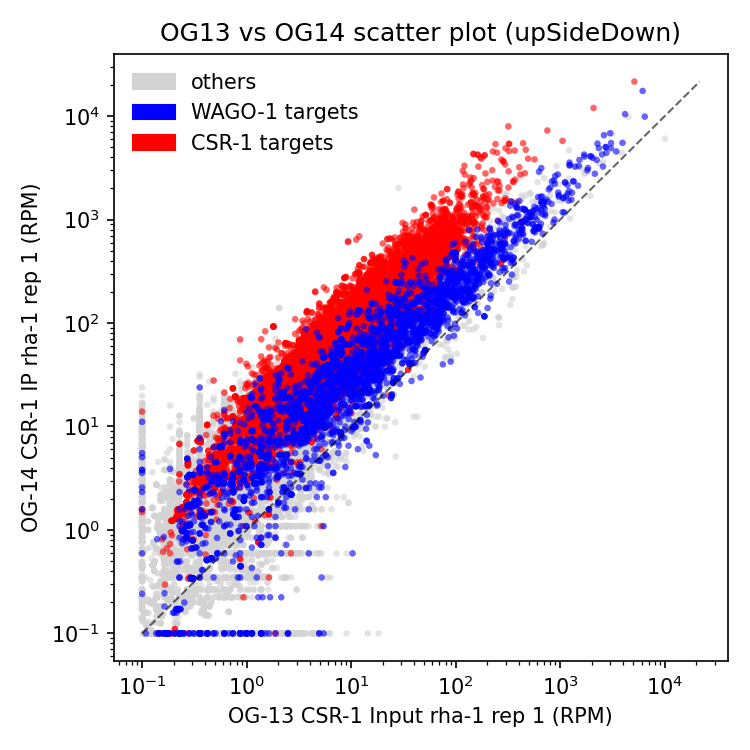 OG13 vs OG14 scatter plot (upSideDown)
others
WAGO-1 targets
CSR-1 targets
OG-14 CSR-1 IP rha-1 rep 1 (RPM)
10⁴
10³
10²
10¹
10⁰
10⁻¹
10⁻¹ 10⁰ 10¹ 10² 10³ 10⁴
OG-13 CSR-1 Input rha-1 rep 1 (RPM)